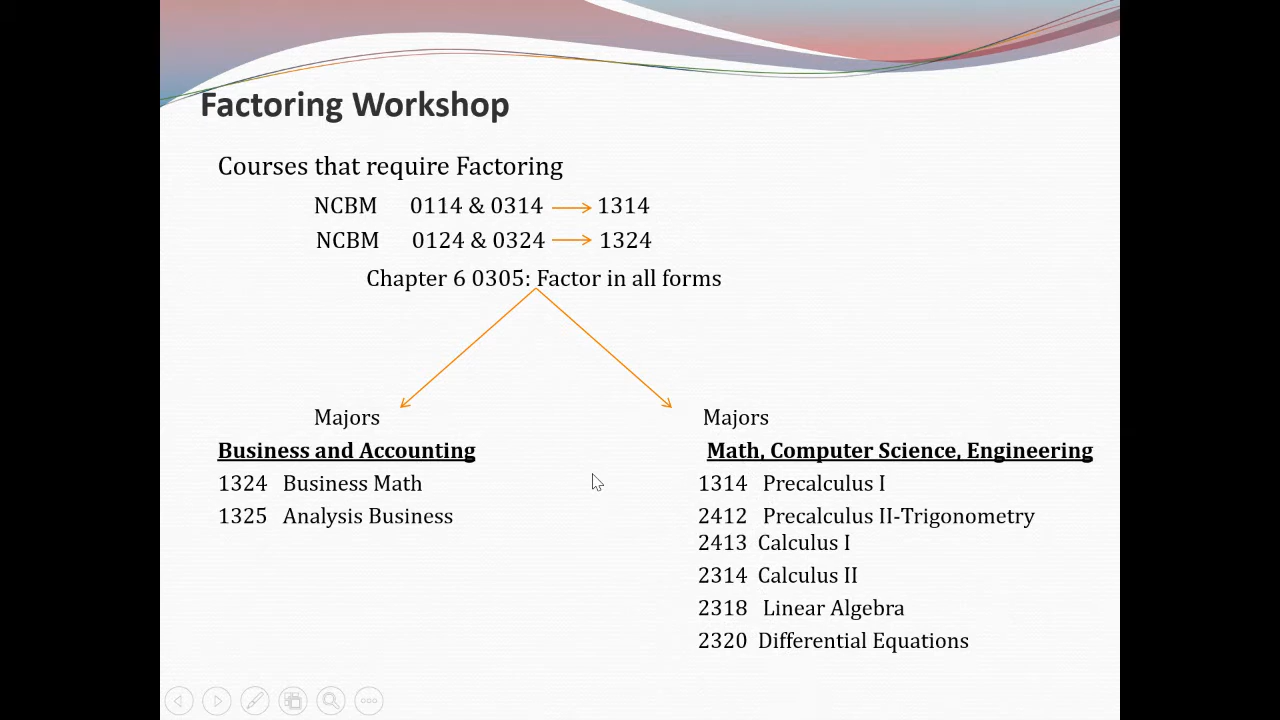 Factoring Workshop
Courses that require Factoring
NCBM 0114 & 0314 → 1314
NCBM 0124 & 0324 → 1324
Chapter 6 0305: Factor in all forms
Majors
Business and Accounting
1324 Business Math
1325 Analysis Business
Majors
Math, Computer Science, Engineering
1314 Precalculus I
2412 Precalculus II-Trigonometry
2413 Calculus I
2314 Calculus II
2318 Linear Algebra
2320 Differential Equations